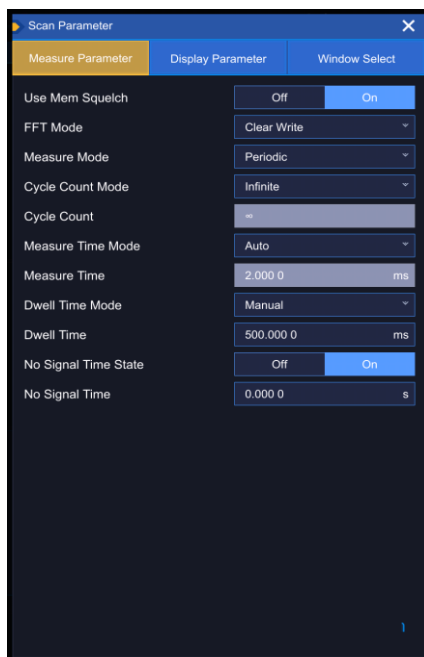 Scan Parameter
Measure Parameter Display Parameter Window Select
Use Mem Squelch Off On
FFT Mode Clear Write
Measure Mode Periodic
Cycle Count Mode Infinite
Cycle Count ∞
Measure Time Mode Auto
Measure Time 2.000 0 ms
Dwell Time Mode Manual
Dwell Time 500.000 0 ms
No Signal Time State Off On
No Signal Time 0.000 0 s